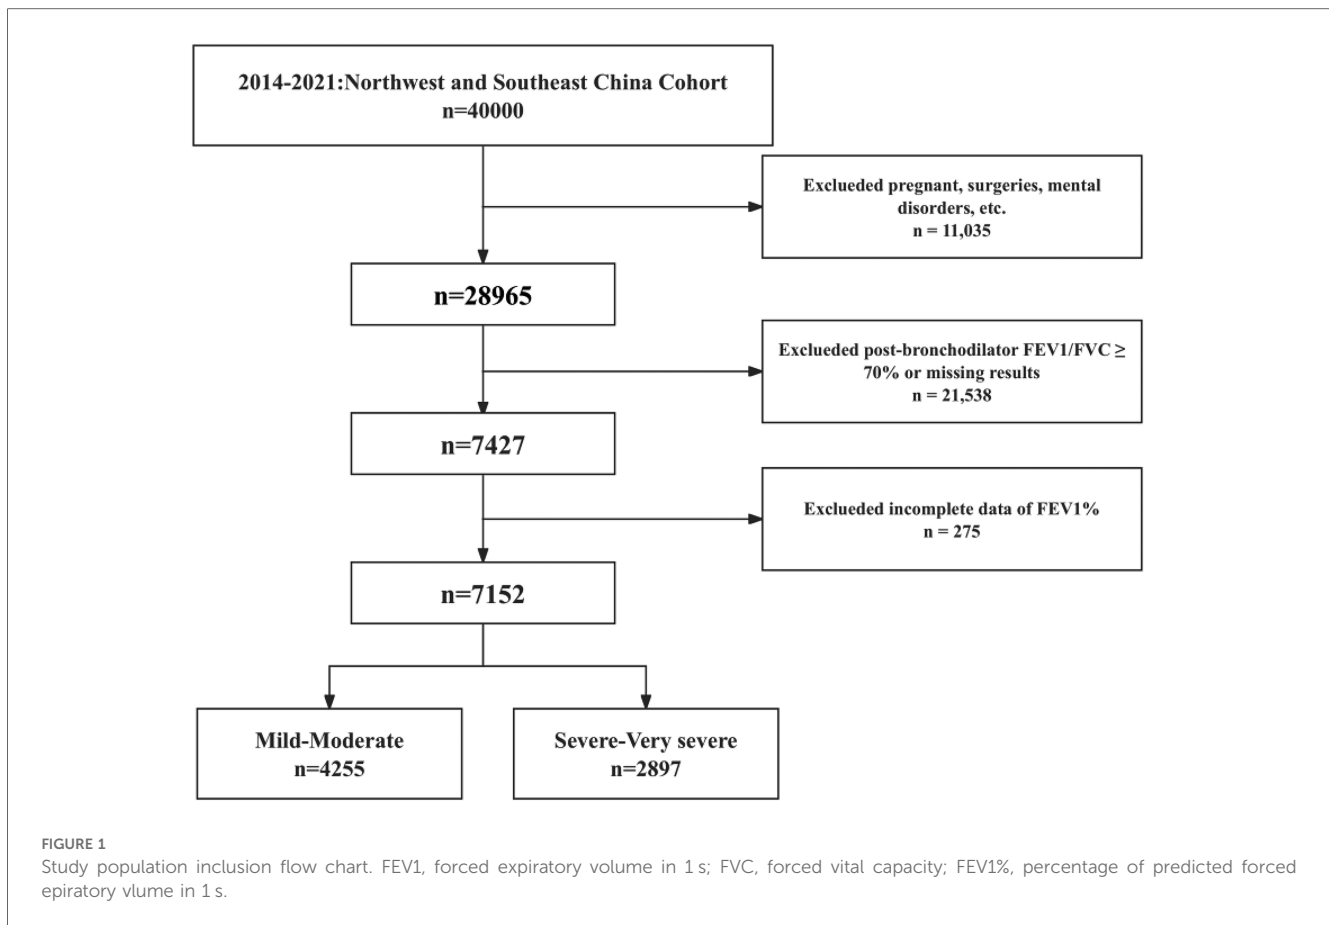 2014-2021:Northwest and Southeast China Cohort
n=40000
Exclueded pregnant, surgeries, mental
disorders, etc.
n = 11,035
n=28965
Exclueded post-bronchodilator FEV1/FVC ≥
70% or missing results
n = 21,538
n=7427
Exclueded incomplete data of FEV1%
n = 275
n=7152
Mild-Moderate
n=4255
Severe-Very severe
n=2897
FIGURE 1
Study population inclusion flow chart. FEV1, forced expiratory volume in 1 s; FVC, forced vital capacity; FEV1%, percentage of predicted forced
epiratory vlume in 1 s.